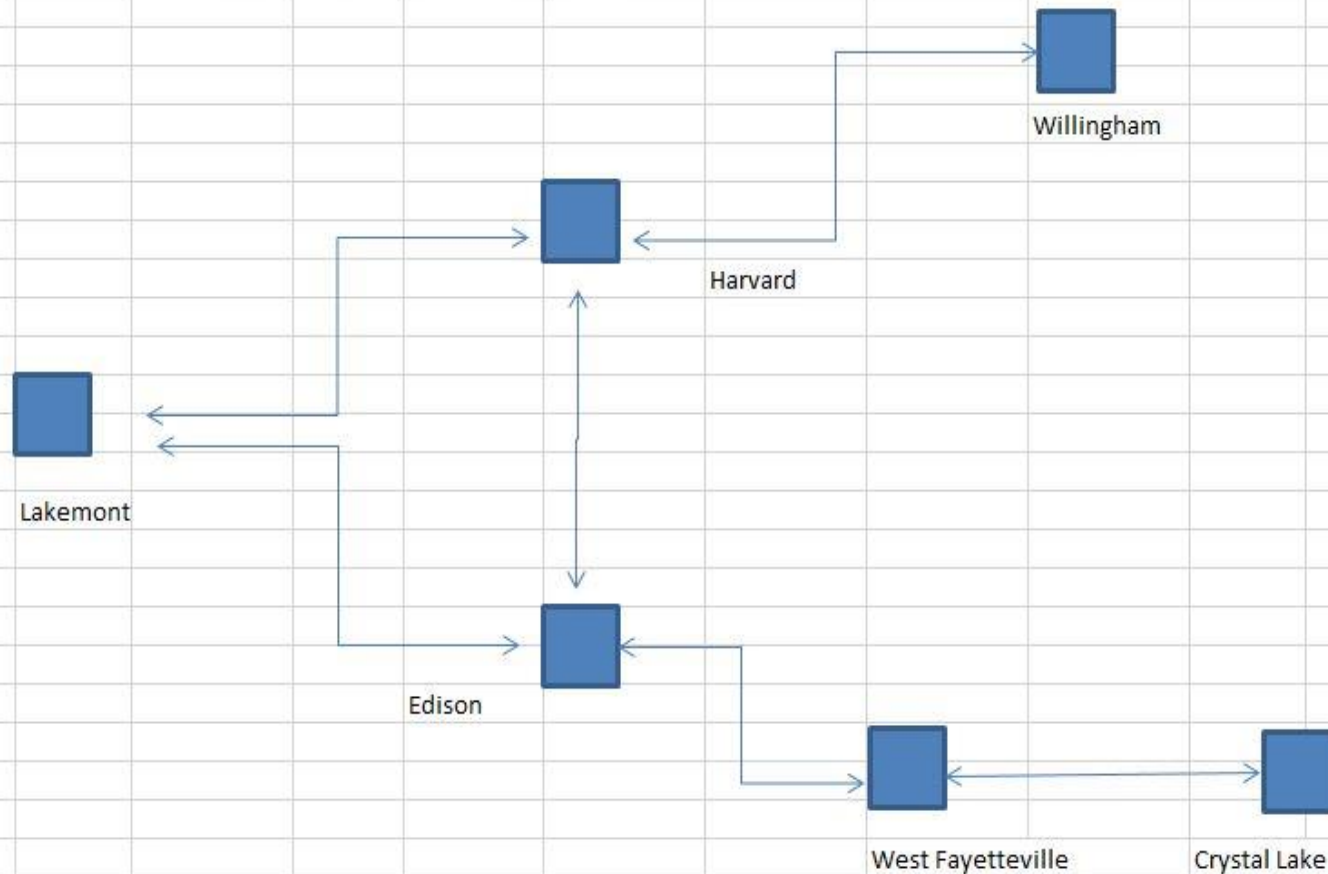 Willingham
Harvard
Lakemont
Edison
West Fayetteville
Crystal Lake